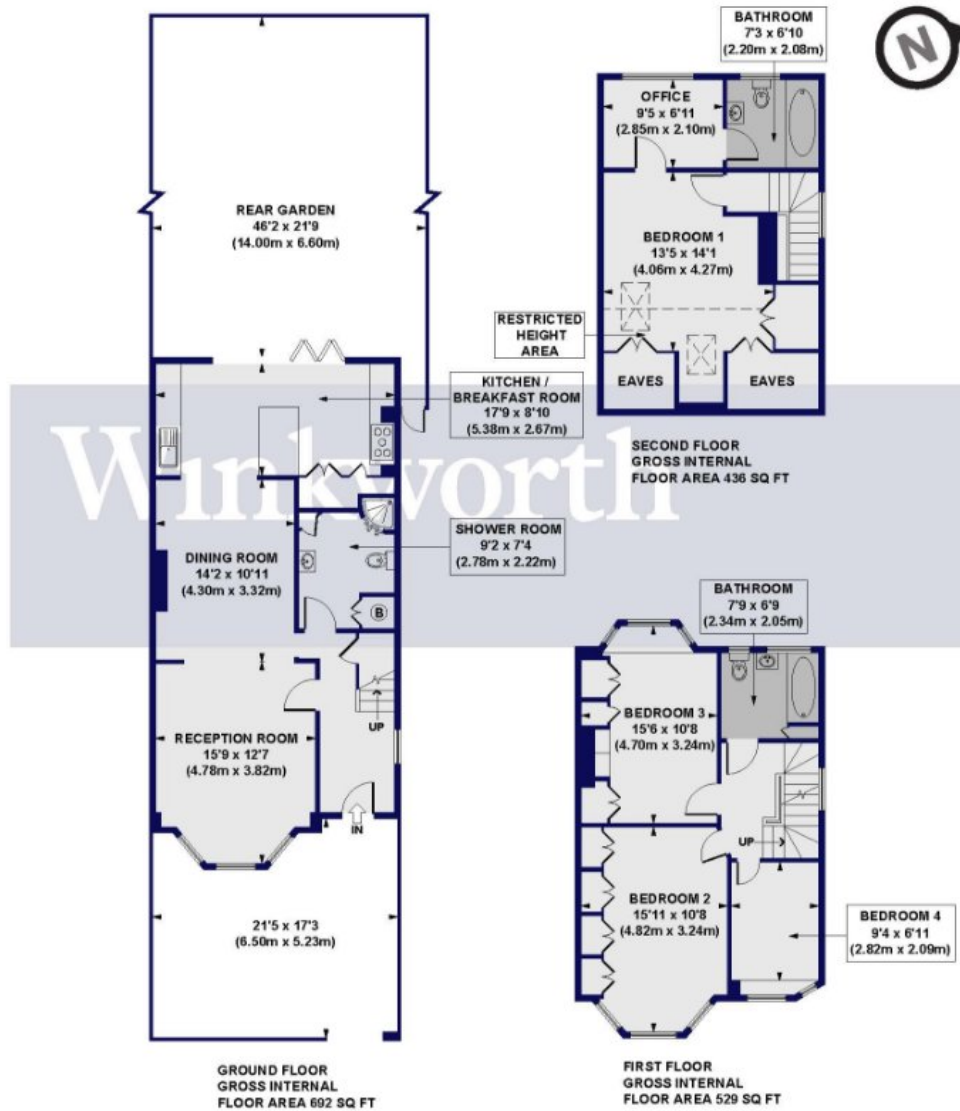 BATHROOM
7'3 x 6'10
(2.20m x 2.08m)
N
OFFICE
9'5 x 6'11
(2.85m x 2.10m)
REAR GARDEN
46'2 x 21'9
(14.00m x 6.60m)
BEDROOM 1
13'5 x 14'1
(4.06m x 4.27m)
RESTRICTED
HEIGHT
AREA
EAVES
EAVES
KITCHEN /
BREAKFAST ROOM
17'9 x 8'10
(5.38m x 2.67m)
SECOND FLOOR
GROSS INTERNAL
FLOOR AREA 436 SQ FT
Winkworth
SHOWER ROOM
9'2 x 7'4
(2.78m x 2.22m)
DINING ROOM
14'2 x 10'11
(4.30m x 3.32m)
B
BATHROOM
7'9 x 6'9
(2.34m x 2.05m)
UP
RECEPTION ROOM
15'9 x 12'7
(4.78m x 3.82m)
IN
BEDROOM 3
15'6 x 10'8
(4.70m x 3.24m)
UP
BEDROOM 2
15'11 x 10'8
(4.82m x 3.24m)
BEDROOM 4
9'4 x 6'11
(2.82m x 2.09m)
21'5 x 17'3
(6.50m x 5.23m)
GROUND FLOOR
GROSS INTERNAL
FLOOR AREA 692 SQ FT
FIRST FLOOR
GROSS INTERNAL
FLOOR AREA 529 SQ FT